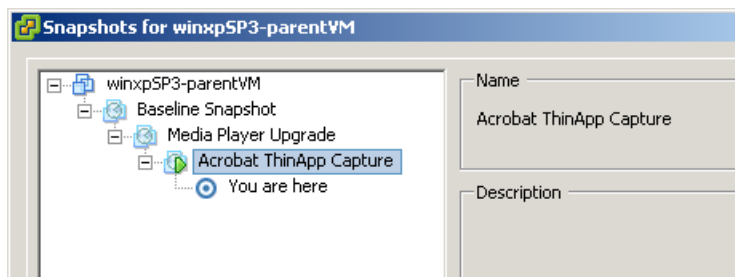 Snapshots for winxpSP3-parentVM
winxpSP3-parentVM
Baseline Snapshot
Media Player Upgrade
Acrobat ThinApp Capture
You are here
Name
Acrobat ThinApp Capture
Description